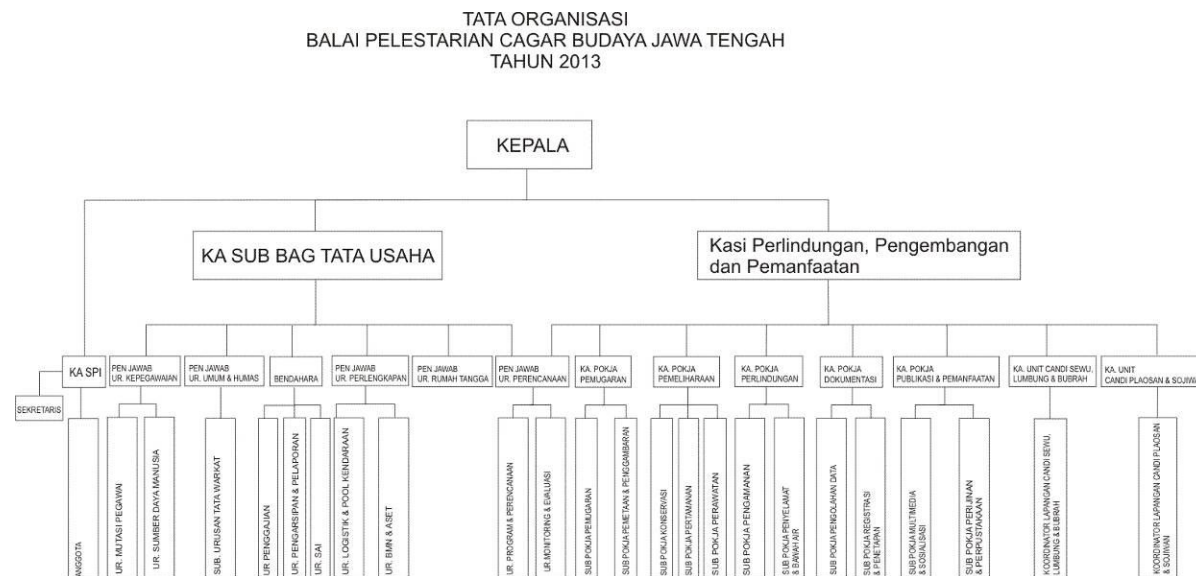 TATA ORGANISASI
BALAI PELESTARIAN CAGAR BUDAYA JAWA TENGAH
TAHUN 2013
KEPALA
KA SUB BAG TATA USAHA
Kasi Perlindungan, Pengembangan
dan Pemanfaatan
KA SPI
PEN JAWAB
UR. KEPEGAWAIAN
PEN JAWAB
UR. UMUM & HUMAS
BENDAHARA
PEN JAWAB
UR. PERLENGKAPAN
PEN JAWAB
UR. RUMAH TANGGA
PEN JAWAB
UR. PERENCANAAN
KA. POKJA
PEMUGARAN
KA. POKJA
PEMELIHARAAN
KA. POKJA
PERLINDUNGAN
KA. POKJA
DOKUMENTASI
KA. POKJA
PUBLIKASI & PEMANFAATAN
KA. UNIT CANDI SEWU,
LUMBUNG & BUBRAH
KA. UNIT
CANDI PLAOSAN & SOJIWA
SEKRETARIS
ANGGOTA
UR. MUTASI PEGAWAI
UR. SUMBER DAYA MANUSIA
SUB. URUSAN TATA WARKAT
UR PENGGAJIAN
UR. PENGARSIPAN & PELAPORAN
UR. SAI
UR. LOGISTIK & POOL KENDARAAN
UR. BMN & ASET
UR. PROGRAM & PERENCANAAN
UR MONITORING & EVALUASI
SUB POKJA PEMUGARAN
SUB POKJA PEMETAAN & PENGGAMBARAN
SUB POKJA KONSERVASI
SUB POKJA PERTAMANAN
SUB POKJA PERAWATAN
SUB POKJA PENGAMANAN
SUB POKJA PENYELAMAT
& BAWAH AIR
SUB POKJA PENGOLAHAN DATA
SUB POKJA REGISTRASI
& PENETAPAN
SUB POKJA MULTIMEDIA
& SOSIALISASI
SUB POKJA PERIJINAN
& PERPUSTAKAAN
KOORDINATOR LAPANGAN CANDI SEWU,
LUMBUNG & BUBRAH
KOORDINATOR LAPANGAN CANDI PLAOSAN
& SOJIWAN